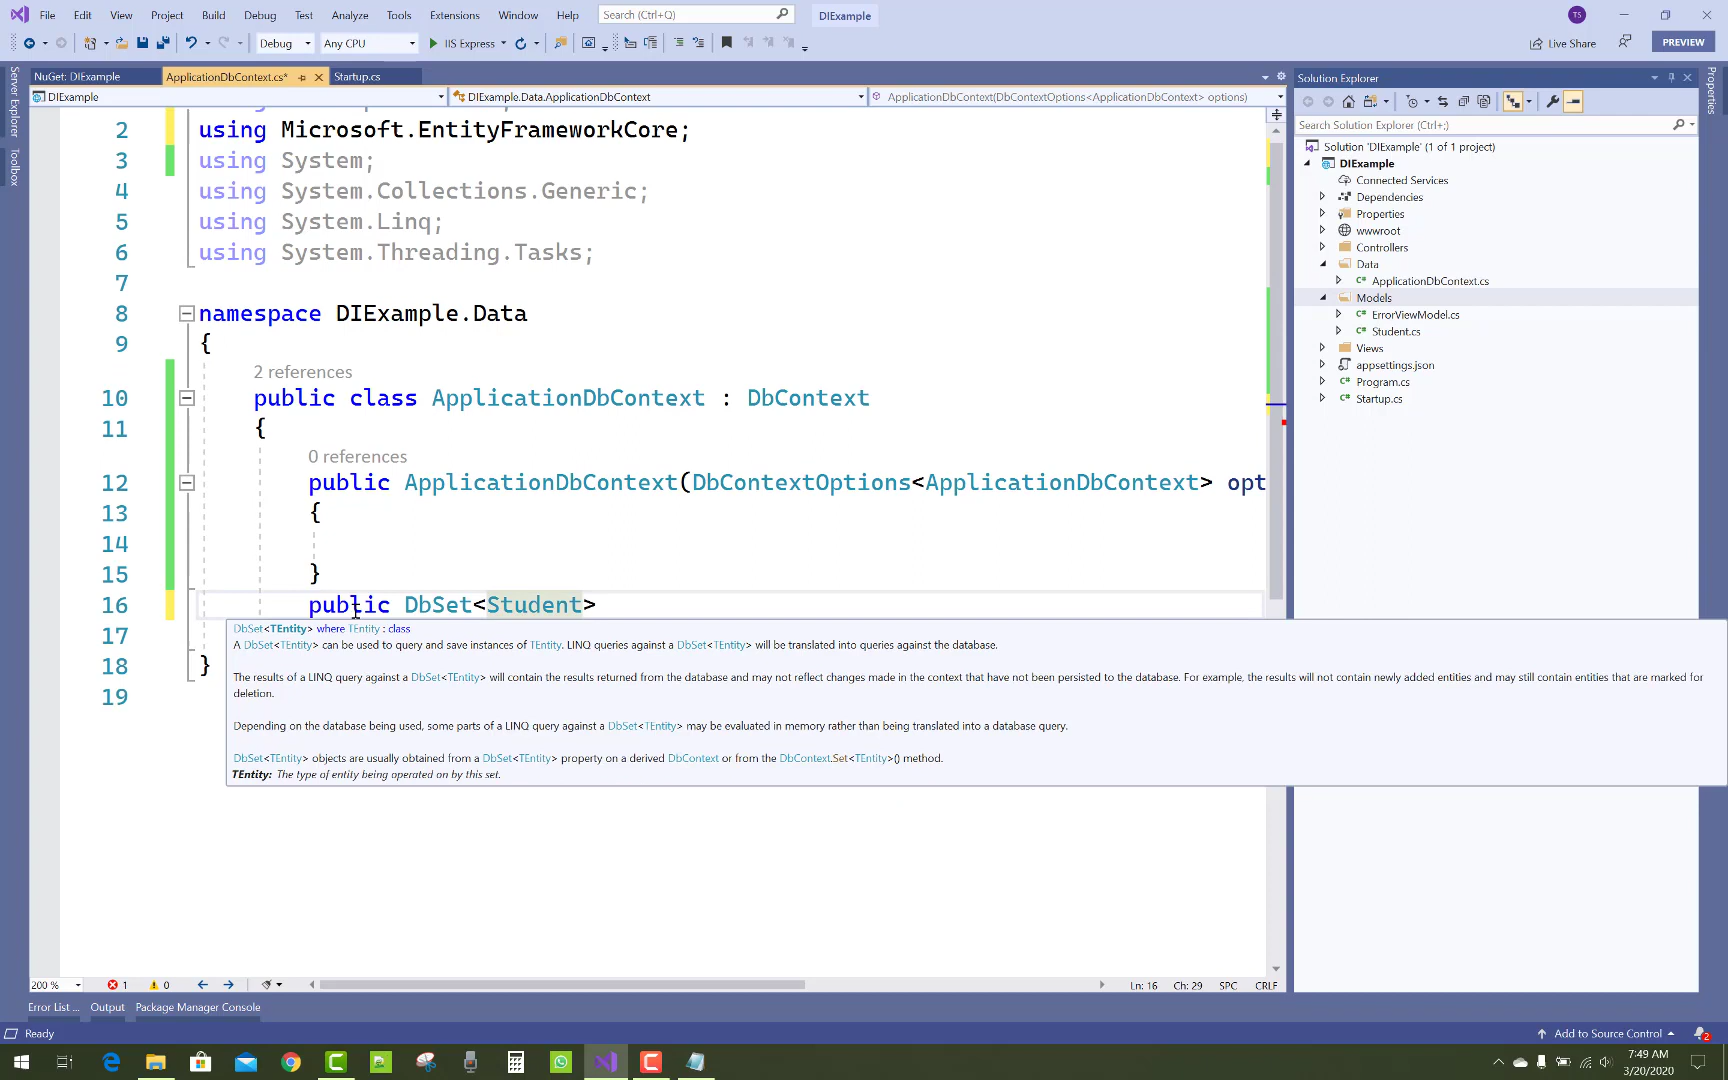 File Edit View Project Build Debug Test Analyze Tools Extensions Window Help Search (Ctrl+Q) DIExample TS
Debug Any CPU IIS Express Live Share PREVIEW
NuGet: DIExample ApplicationDbContext.cs* Startup.cs
DIExample DIExample.Data.ApplicationDbContext ApplicationDbContext(DbContextOptions<ApplicationDbContext> options)
Server Explorer
Toolbox
2 using Microsoft.EntityFrameworkCore;
3 using System;
4 using System.Collections.Generic;
5 using System.Linq;
6 using System.Threading.Tasks;
7
8 namespace DIExample.Data
9 {
2 references
10 public class ApplicationDbContext : DbContext
11 {
0 references
12 public ApplicationDbContext(DbContextOptions<ApplicationDbContext> opt
13 {
14
15 }
16 public DbSet<Student>
17
18 }
19
DbSet<TEntity> where TEntity : class
A DbSet<TEntity> can be used to query and save instances of TEntity. LINQ queries against a DbSet<TEntity> will be translated into queries against the database.
The results of a LINQ query against a DbSet<TEntity> will contain the results returned from the database and may not reflect changes made in the context that have not been persisted to the database. For example, the results will not contain newly added entities and may still contain entities that are marked for
deletion.
Depending on the database being used, some parts of a LINQ query against a DbSet<TEntity> may be evaluated in memory rather than being translated into a database query.
DbSet<TEntity> objects are usually obtained from a DbSet<TEntity> property on a derived DbContext or from the DbContext.Set<TEntity>() method.
TEntity: The type of entity being operated on by this set.
Solution Explorer
Search Solution Explorer (Ctrl+;)
Solution 'DIExample' (1 of 1 project)
DIExample
Connected Services
Dependencies
Properties
wwwroot
Controllers
Data
C# ApplicationDbContext.cs
Models
C# ErrorViewModel.cs
C# Student.cs
Views
appsettings.json
C# Program.cs
C# Startup.cs
Properties
200 % 1 0 Ln: 16 Ch: 29 SPC CRLF
Error List ... Output Package Manager Console
Ready Add to Source Control 2
7:49 AM
3/20/2020